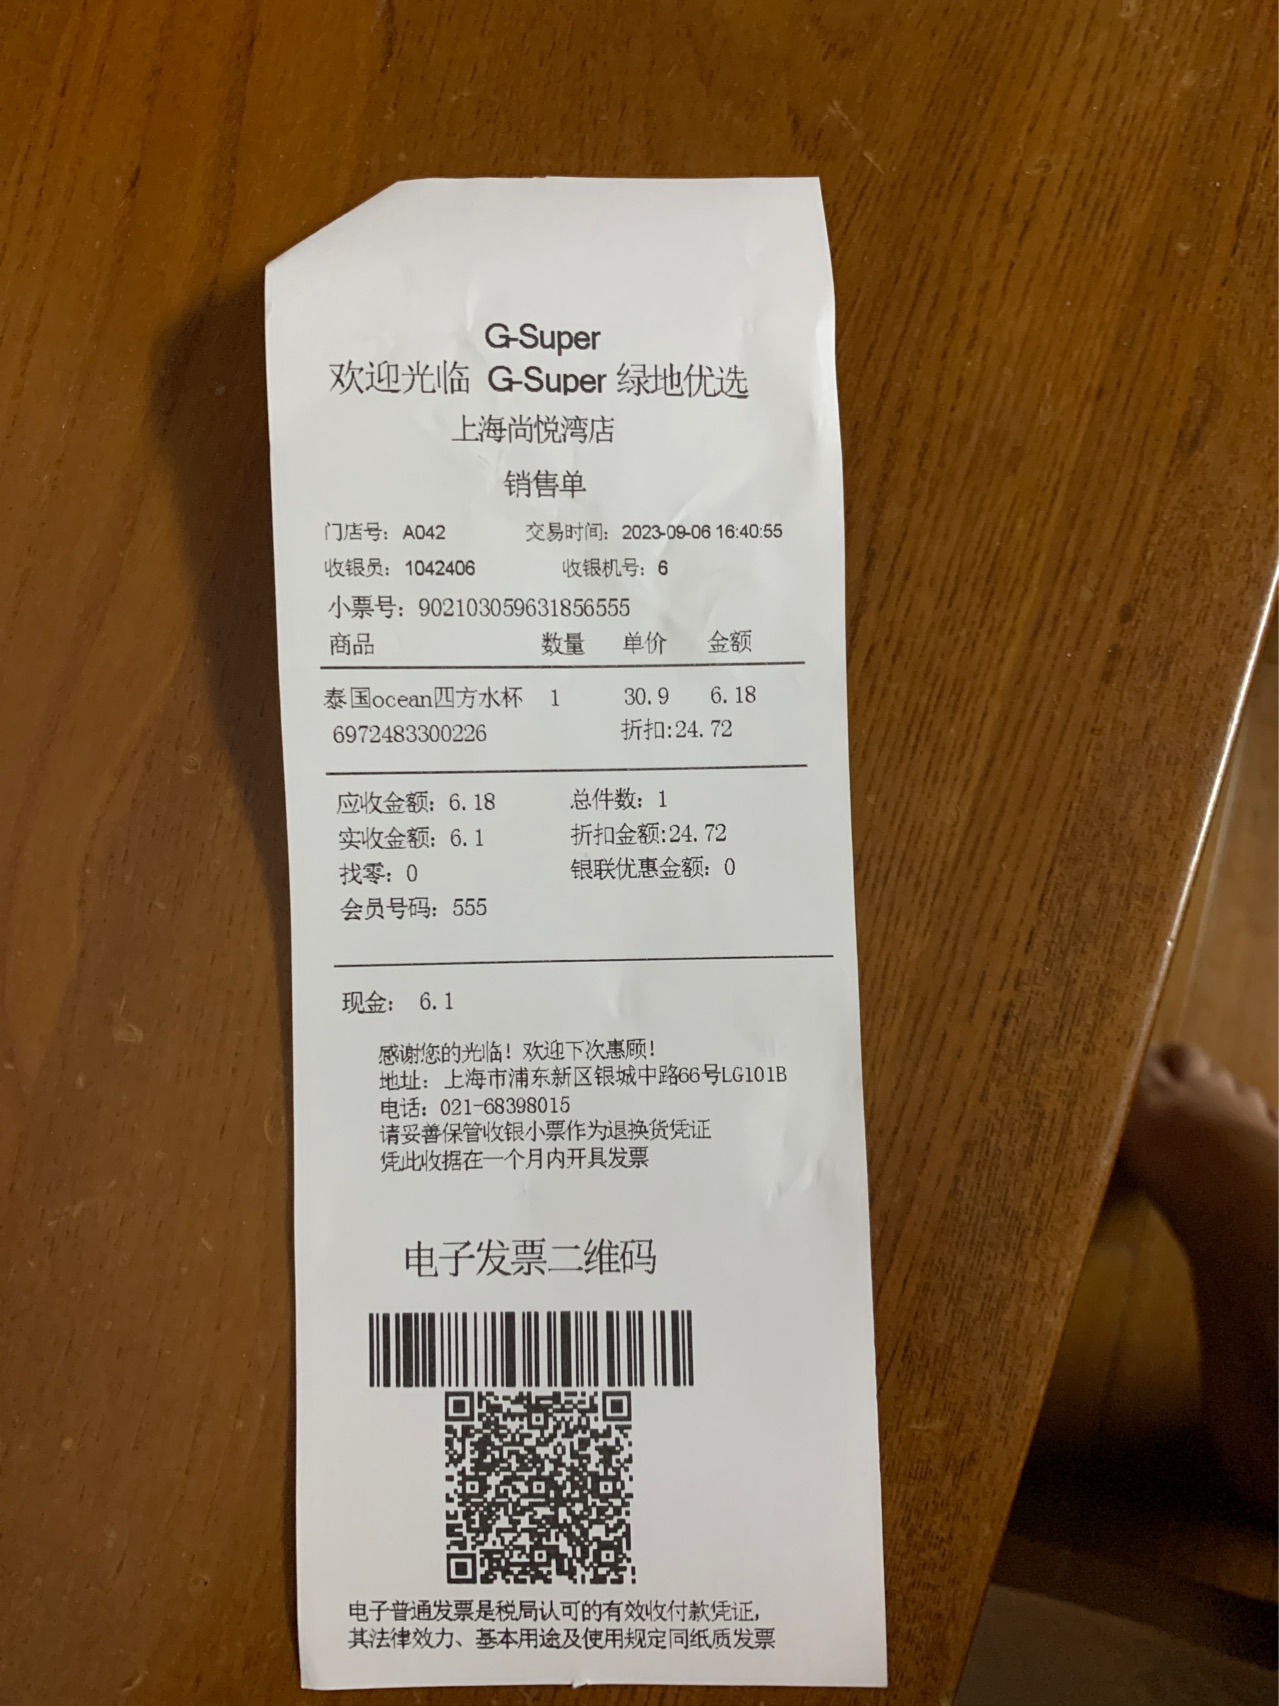 G-Super
欢迎光临 G-Super 绿地优选
上海尚悦湾店
销售单
门店号：A042 交易时间：2023-09-06 16:40:55
收银员：1042406 收银机号：6
小票号：902103059631856555
商品 数量 单价 金额
泰国ocean四方水杯 1 30.9 6.18
6972483300226 折扣:24.72
应收金额：6.18 总件数：1
实收金额：6.1 折扣金额:24.72
找零：0 银联优惠金额：0
会员号码：555
现金： 6.1
感谢您的光临！欢迎下次惠顾！
地址：上海市浦东新区银城中路66号LG101B
电话：021-68398015
请妥善保管收银小票作为退换货凭证
凭此收据在一个月内开具发票
电子发票二维码
电子普通发票是税局认可的有效收付款凭证，
其法律效力、基本用途及使用规定同纸质发票